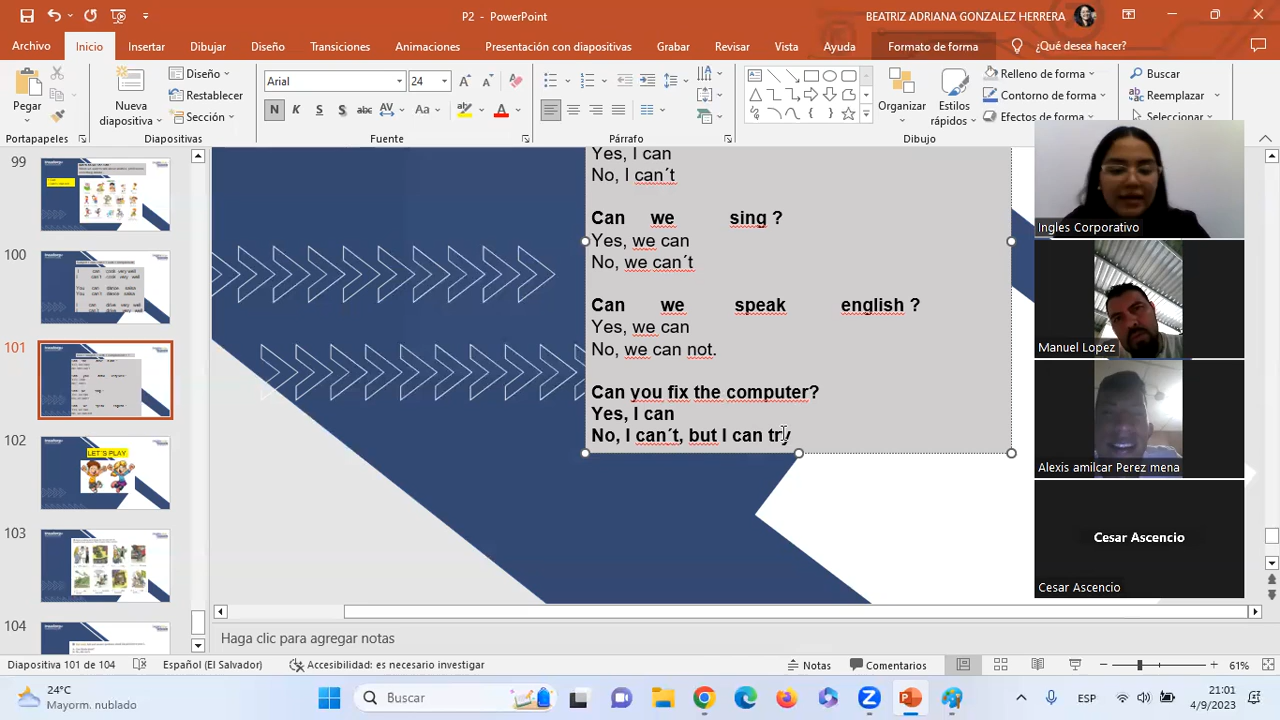 P2 - PowerPoint
BEATRIZ ADRIANA GONZALEZ HERRERA
Archivo Inicio Insertar Dibujar Diseño Transiciones Animaciones Presentación con diapositivas Grabar Revisar Vista Ayuda Formato de forma ¿Qué desea hacer?
Pegar
Nueva diapositiva
Diseño
Restablecer
Sección
Arial 24
N K S abc AV Aa A
Organizar
Estilos rápidos
Relleno de forma
Contorno de forma
Efectos de forma
Buscar
Reemplazar
Seleccionar
Portapapeles Diapositivas Fuente Párrafo Dibujo
99
100
101
102
LET'S PLAY
103
104
Yes, I can
No, I can´t
Can we sing ?
Yes, we can
No, we can´t
Can we speak english ?
Yes, we can
No, we can not.
Can you fix the computer?
Yes, I can
No, I can´t, but I can try
Ingles Corporativo
Manuel Lopez
Alexis amilcar Perez mena
Cesar Ascencio
Cesar Ascencio
Haga clic para agregar notas
Diapositiva 101 de 104 Español (El Salvador) Accesibilidad: es necesario investigar Notas Comentarios 61%
24°C
Mayorm. nublado
Buscar
ESP
21:01
4/9/2023